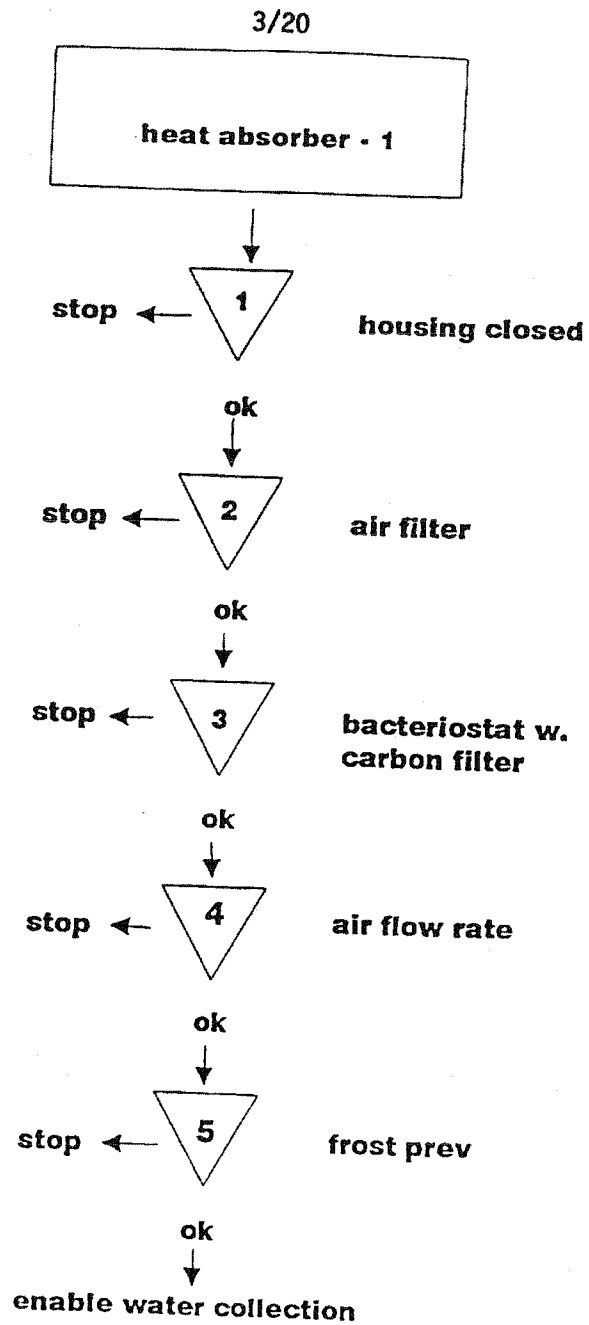 3/20
heat absorber - 1
stop
1
housing closed
ok
stop
2
air filter
ok
stop
3
bacteriostat w.
carbon filter
ok
stop
4
air flow rate
ok
stop
5
frost prev
ok
enable water collection